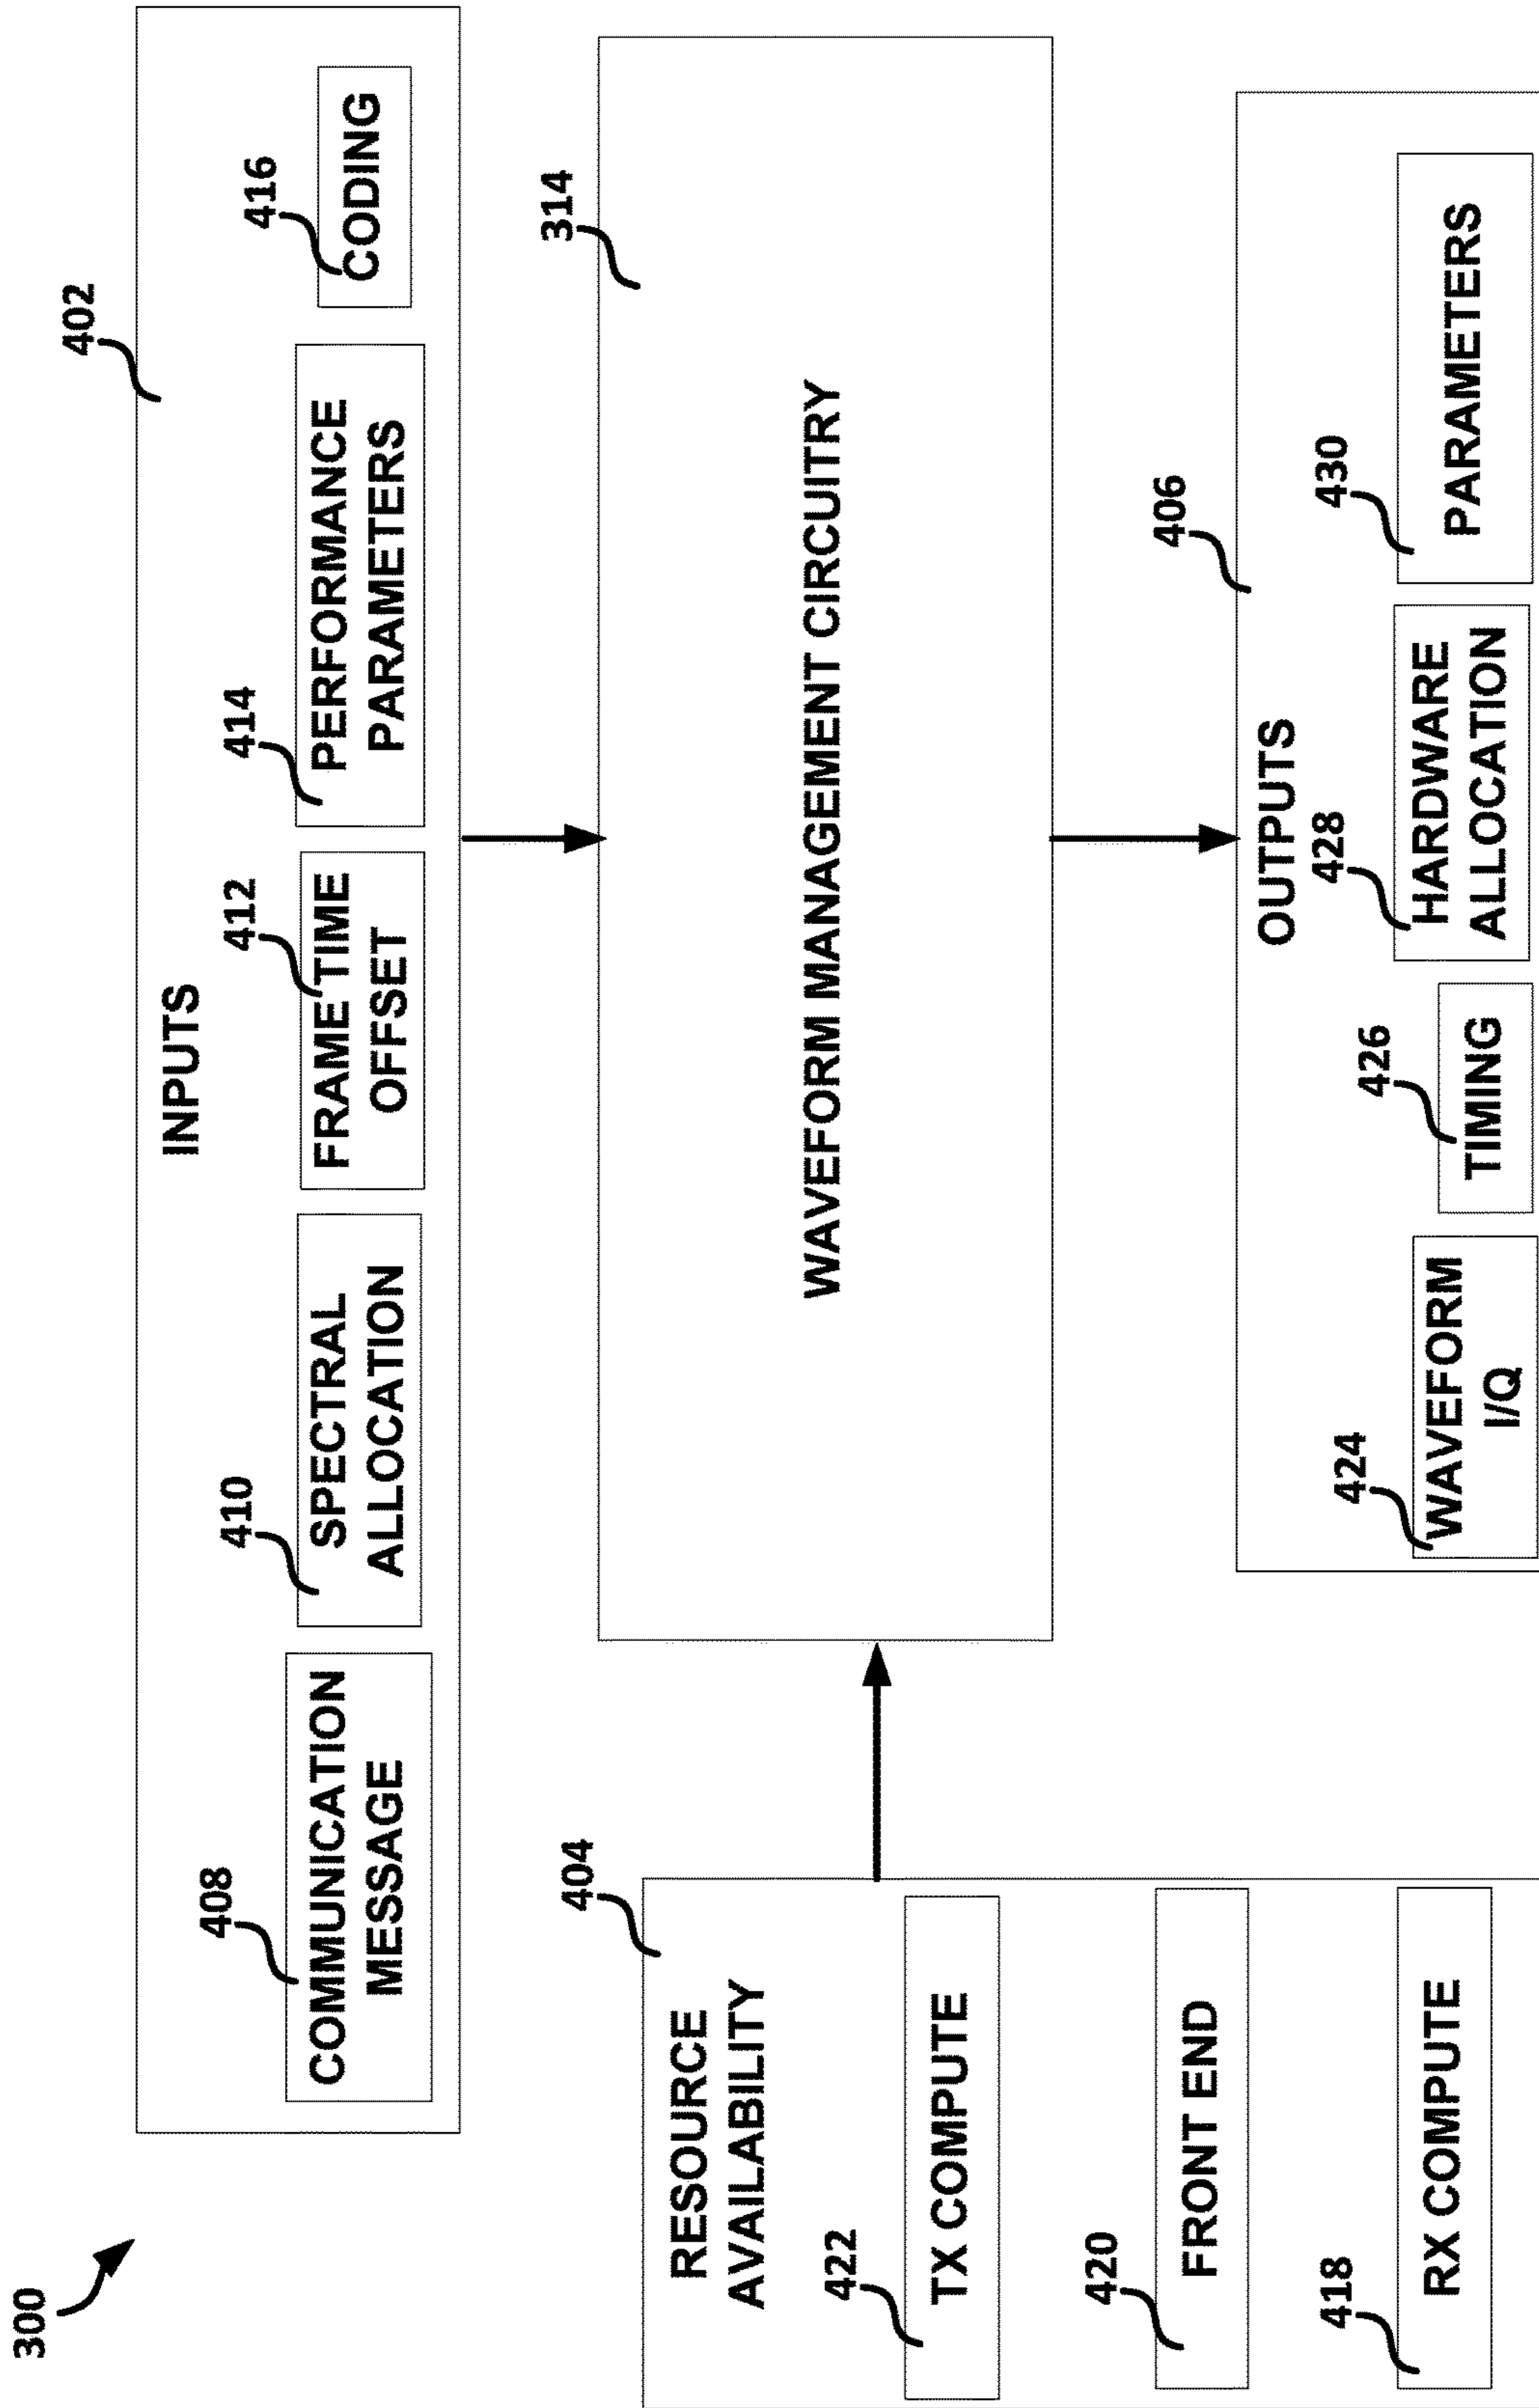 300
402
INPUTS
408
COMMUNICATION
MESSAGE
410
SPECTRAL
ALLOCATION
412
FRAME TIME
OFFSET
414
PERFORMANCE
PARAMETERS
416
CODING
404
RESOURCE
AVAILABILITY
422
TX COMPUTE
420
FRONT END
418
RX COMPUTE
314
WAVEFORM MANAGEMENT CIRCUITRY
406
OUTPUTS
424
WAVEFORM
I/Q
426
TIMING
428
HARDWARE
ALLOCATION
430
PARAMETERS